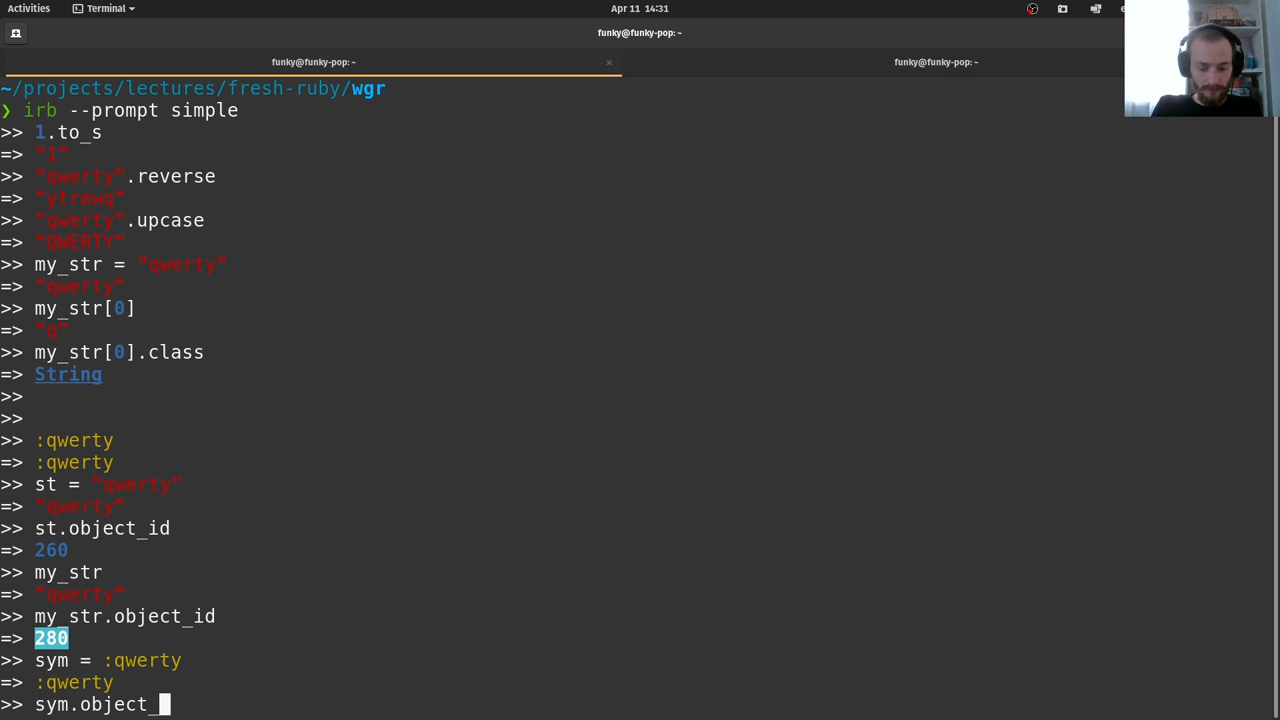 Activities
Terminal
Apr 11 14:31
funky@funky-pop: ~
funky@funky-pop: ~
×
funky@funky-pop: ~
~/projects/lectures/fresh-ruby/wgr
❯ irb --prompt simple
>> 1.to_s
=> "1"
>> "qwerty".reverse
=> "ytrewq"
>> "qwerty".upcase
=> "QWERTY"
>> my_str = "qwerty"
=> "qwerty"
>> my_str[0]
=> "q"
>> my_str[0].class
=> String
>>
>>
>> :qwerty
=> :qwerty
>> st = "qwerty"
=> "qwerty"
>> st.object_id
=> 260
>> my_str
=> "qwerty"
>> my_str.object_id
=> 280
>> sym = :qwerty
=> :qwerty
>> sym.object_